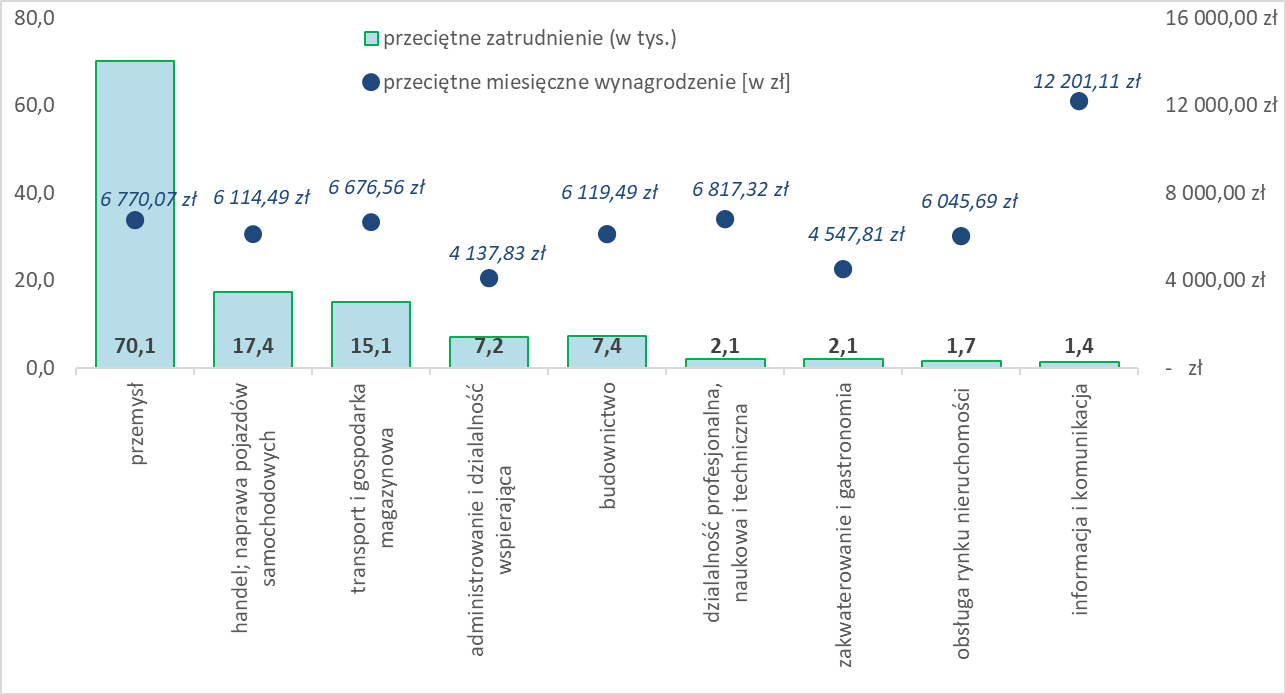 80,0
60,0
40,0
20,0
0,0
16 000,00 zł
12 000,00 zł
8 000,00 zł
4 000,00 zł
- zł
przeciętne zatrudnienie (w tys.)
przeciętne miesięczne wynagrodzenie [w zł]
6 770,07 zł
6 114,49 zł
6 676,56 zł
4 137,83 zł
6 119,49 zł
6 817,32 zł
4 547,81 zł
6 045,69 zł
12 201,11 zł
70,1
17,4
15,1
7,2
7,4
2,1
2,1
1,7
1,4
przemysł
handel; naprawa pojazdów
samochodowych
transport i gospodarka
magazynowa
administrowanie i działalność
wspierająca
budownictwo
działalność profesjonalna,
naukowa i techniczna
zakwaterowanie i gastronomia
obsługa rynku nieruchomości
informacja i komunikacja